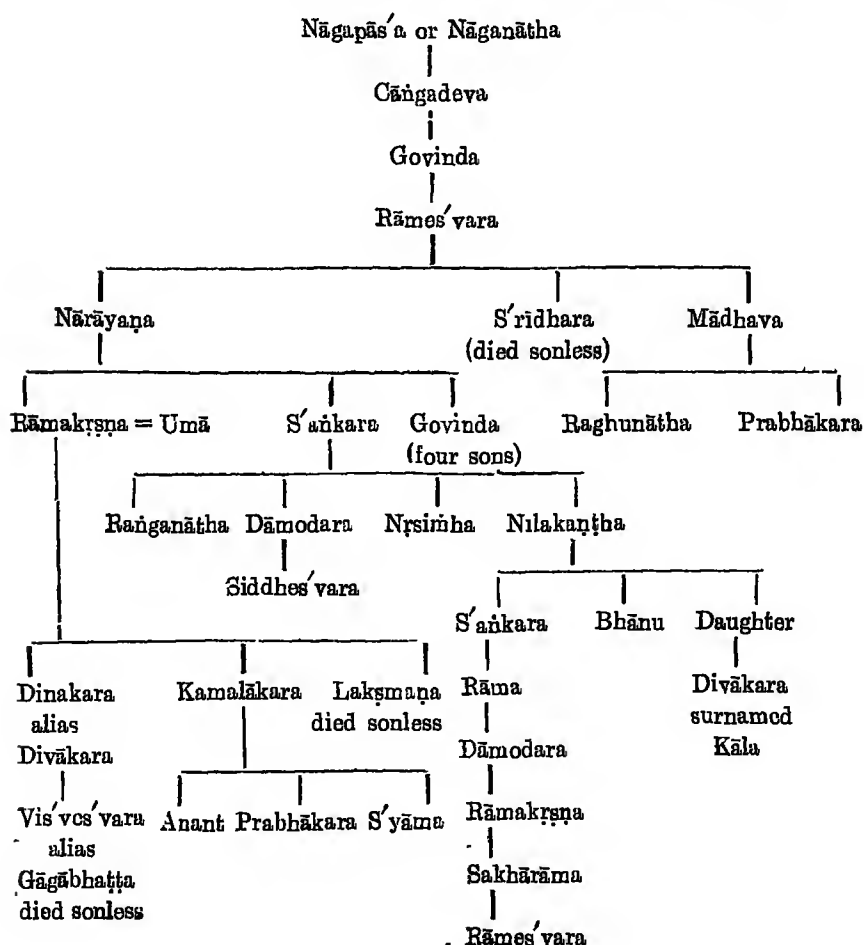 Nāgapās′a or Nāganātha
Cāṅgadeva
Govinda
Rāmes′vara
Nārāyaṇa S′rīdhara Mādhava
(died sonless)
Rāmakṛṣṇa = Umā S′aṅkara Govinda Raghunātha Prabhākara
(four sons)
Raṅganātha Dāmodara Nṛsiṁha Nīlakaṇṭha
Siddhes′vara
S′aṅkara Bhānu Daughter
Dinakara Kamalākara Lakṣmaṇa Rāma Divākara
alias died sonless surnamed
Divākara Dāmodara Kāla
Vis′ves′vara Anant Prabhākara S′yāma Rāmakṛṣṇa
alias
Gāgābhaṭṭa Sakhārāma
died sonless
Rāmes′vara